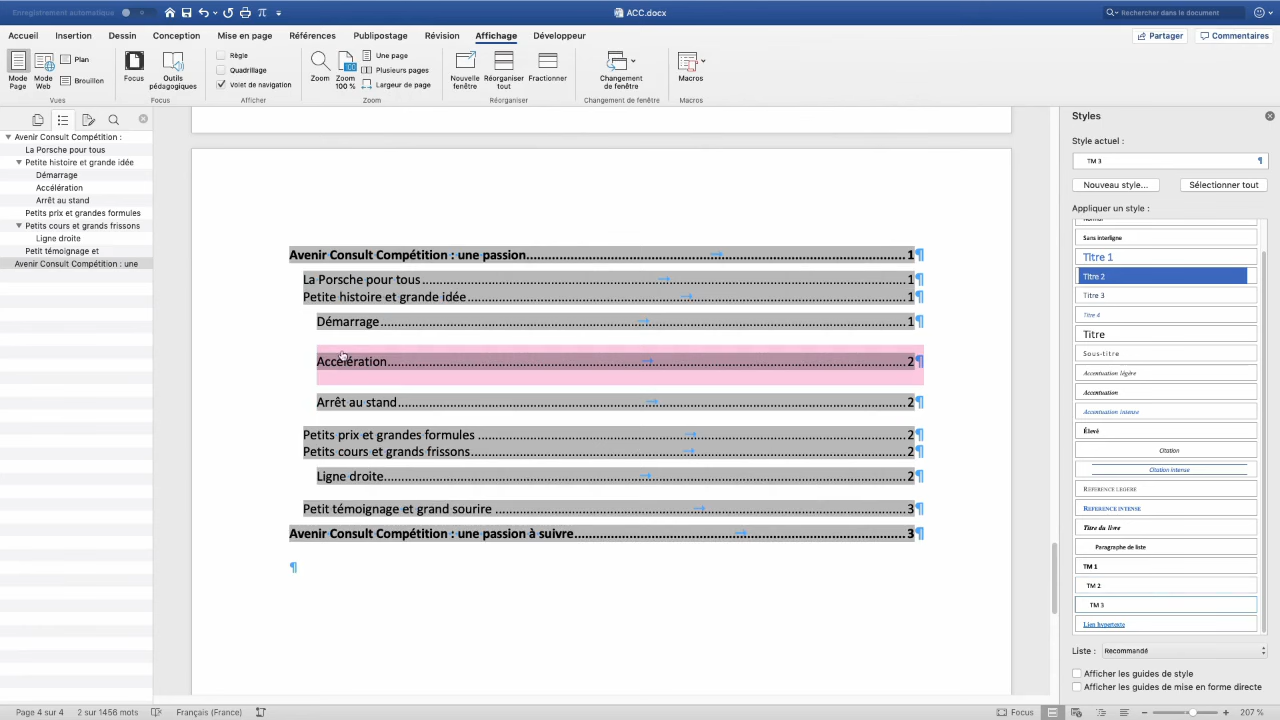 Enregistrement automatique
ACC.docx
Rechercher dans le document
Accueil Insertion Dessin Conception Mise en page Références Publipostage Révision Affichage Développeur
Partager Commentaires
Mode Page
Mode Web
Plan
Brouillon
Vues
Focus
Outils pédagogiques
Focus
Règle
Quadrillage
Volet de navigation
Afficher
Zoom
Zoom 100 %
Une page
Plusieurs pages
Largeur de page
Zoom
Nouvelle fenêtre
Réorganiser tout
Fractionner
Réorganiser
Changement de fenêtre
Changement de fenêtre
Macros
Macros
Avenir Consult Compétition :
La Porsche pour tous
Petite histoire et grande idée
Démarrage
Accélération
Arrêt au stand
Petits prix et grandes formules
Petits cours et grands frissons
Ligne droite
Petit témoignage et
Avenir Consult Compétition : une
Avenir Consult Compétition : une passion 1
La Porsche pour tous 1
Petite histoire et grande idée 1
Démarrage 1
Accélération 2
Arrêt au stand 2
Petits prix et grandes formules 2
Petits cours et grands frissons 2
Ligne droite 2
Petit témoignage et grand sourire 3
Avenir Consult Compétition : une passion à suivre 3
Styles
Style actuel :
TM 3
Nouveau style... Sélectionner tout
Appliquer un style :
Normal
Sans interligne
Titre 1
Titre 2
Titre 3
Titre 4
Titre
Sous-titre
Accentuation légère
Accentuation
Accentuation intense
Élevé
Citation
Citation intense
REFERENCE LEGERE
REFERENCE INTENSE
Titre du livre
Paragraphe de liste
TM 1
TM 2
TM 3
Lien hypertexte
Liste : Recommandé
Afficher les guides de style
Afficher les guides de mise en forme directe
Page 4 sur 4 2 sur 1456 mots Français (France) Focus 207 %